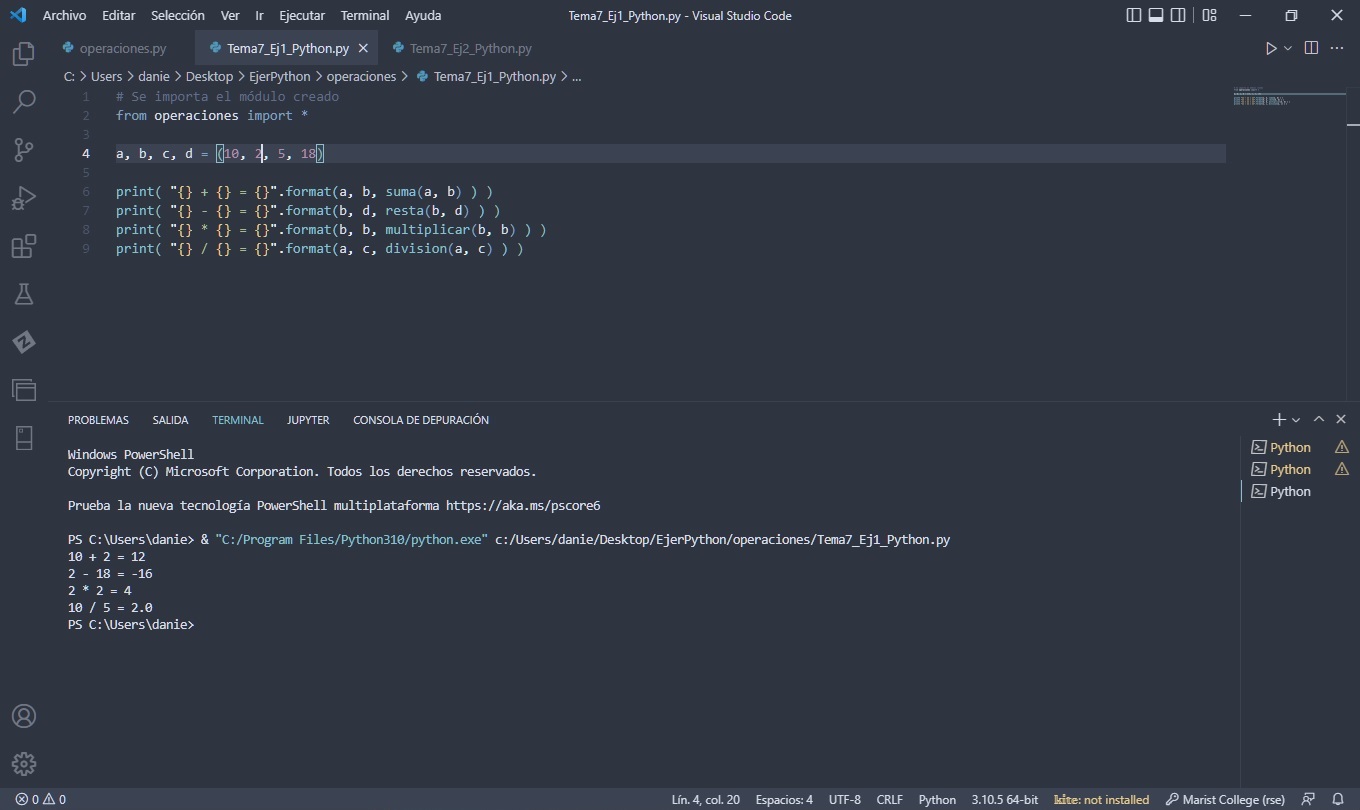 Archivo Editar Selección Ver Ir Ejecutar Terminal Ayuda Tema7_Ej1_Python.py - Visual Studio Code
operaciones.py Tema7_Ej1_Python.py Tema7_Ej2_Python.py
C: > Users > danie > Desktop > EjerPython > operaciones > Tema7_Ej1_Python.py > ...
1 # Se importa el módulo creado
2 from operaciones import *
3
4 a, b, c, d = (10, 2, 5, 18)
5
6 print( "{} + {} = {}".format(a, b, suma(a, b) ) )
7 print( "{} - {} = {}".format(b, d, resta(b, d) ) )
8 print( "{} * {} = {}".format(b, b, multiplicar(b, b) ) )
9 print( "{} / {} = {}".format(a, c, division(a, c) ) )
PROBLEMAS SALIDA TERMINAL JUPYTER CONSOLA DE DEPURACIÓN
Windows PowerShell
Copyright (C) Microsoft Corporation. Todos los derechos reservados.
Prueba la nueva tecnología PowerShell multiplataforma https://aka.ms/pscore6
PS C:\Users\danie> & "C:/Program Files/Python310/python.exe" c:/Users/danie/Desktop/EjerPython/operaciones/Tema7_Ej1_Python.py
10 + 2 = 12
2 - 18 = -16
2 * 2 = 4
10 / 5 = 2.0
PS C:\Users\danie>
Python
Python
Python
0 0 Lín. 4, col. 20 Espacios: 4 UTF-8 CRLF Python 3.10.5 64-bit kite: not installed Marist College (rse)